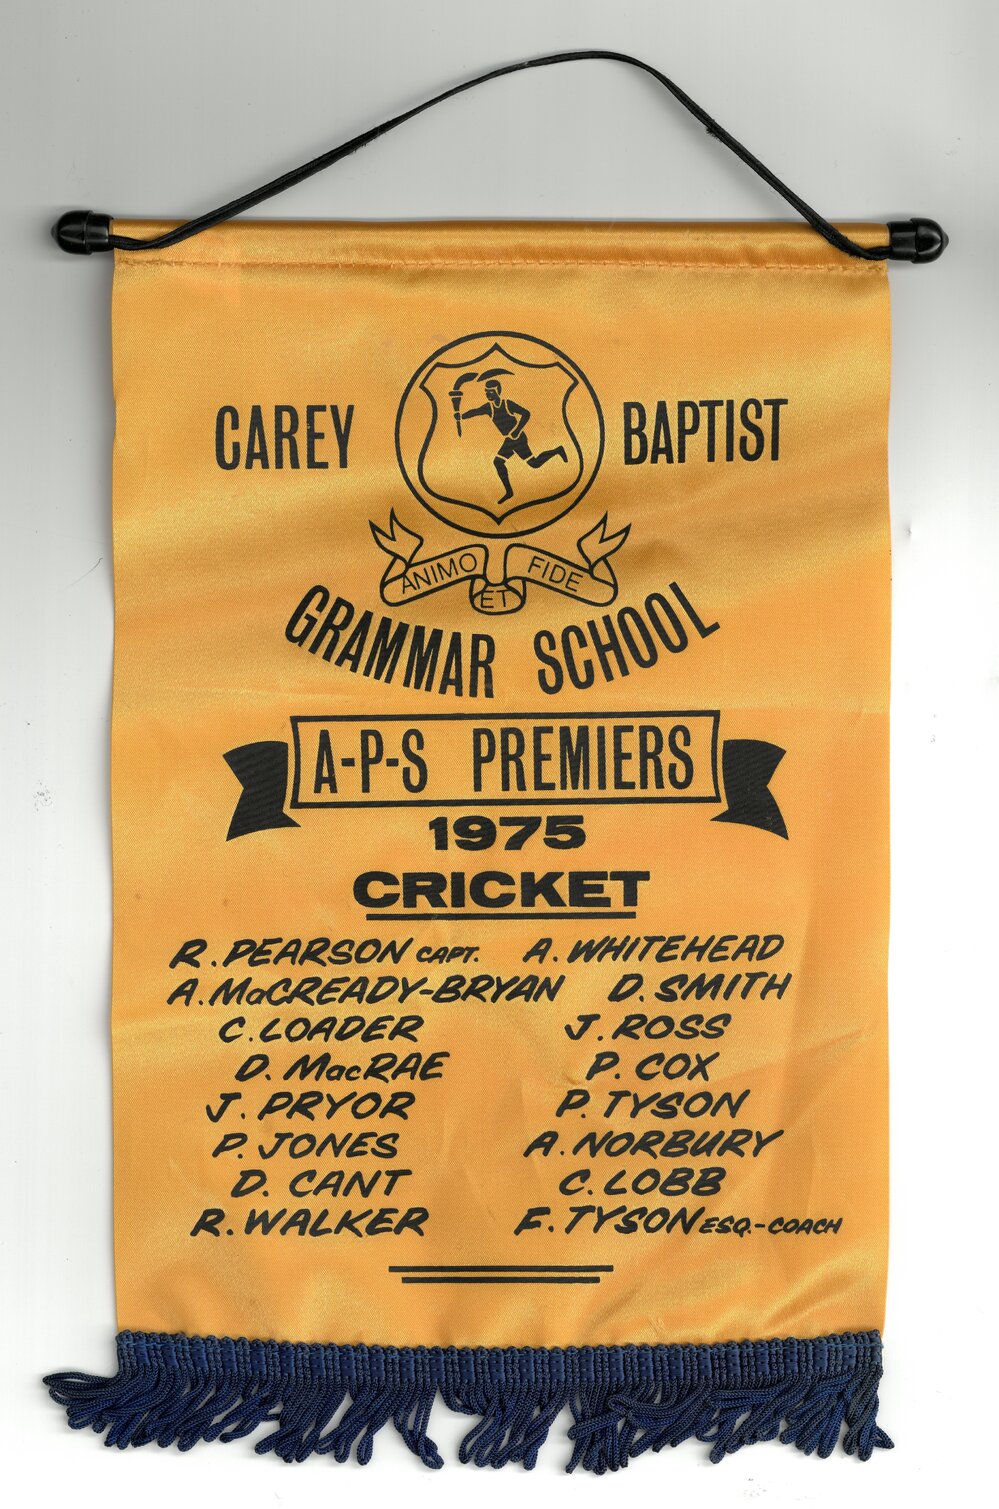 CAREY BAPTIST
ANIMO ET FIDE
GRAMMAR SCHOOL
A-P-S PREMIERS
1975
CRICKET
R. PEARSON CAPT. A. WHITEHEAD
A. MacCREADY-BRYAN D. SMITH
C. LOADER J. ROSS
D. MacRAE P. COX
J. PRYOR P. TYSON
P. JONES A. NORBURY
D. CANT C. LOBB
R. WALKER F. TYSON ESQ.-COACH